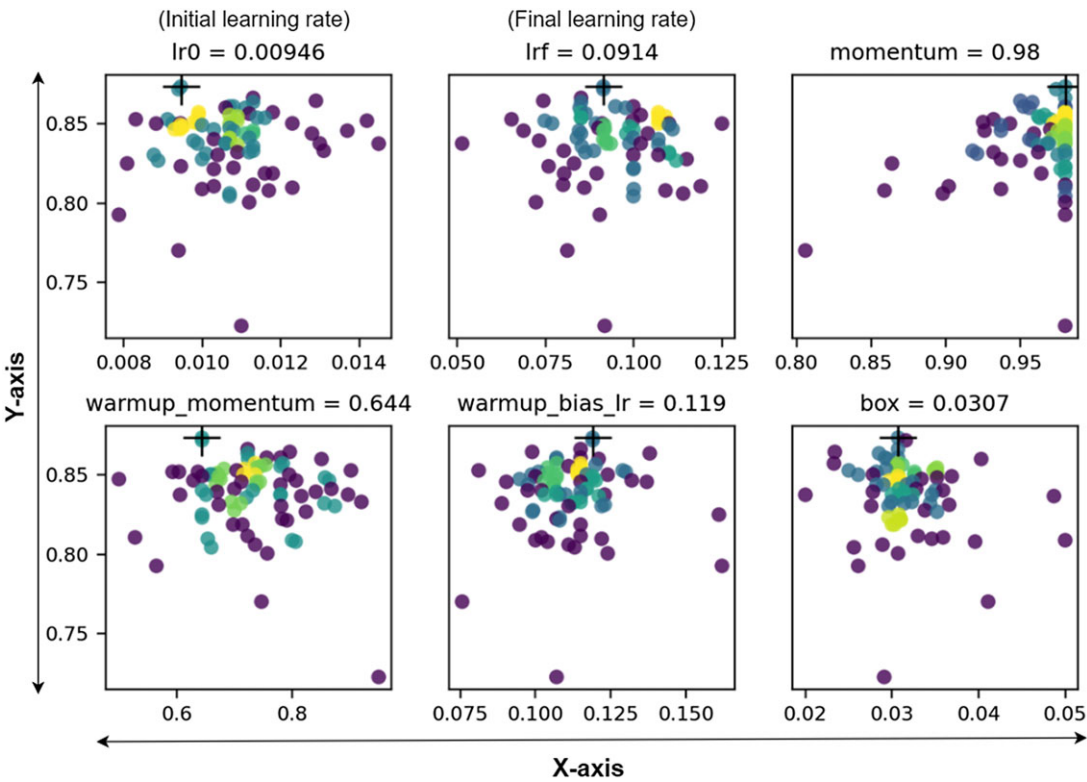 (Initial learning rate) (Final learning rate)
lr0 = 0.00946 lrf = 0.0914 momentum = 0.98
0.85
0.80
0.75
0.008 0.010 0.012 0.014 0.050 0.075 0.100 0.125 0.80 0.85 0.90 0.95
Y-axis
warmup_momentum = 0.644 warmup_bias_lr = 0.119 box = 0.0307
0.85
0.80
0.75
0.6 0.8 0.075 0.100 0.125 0.150 0.02 0.03 0.04 0.05
X-axis